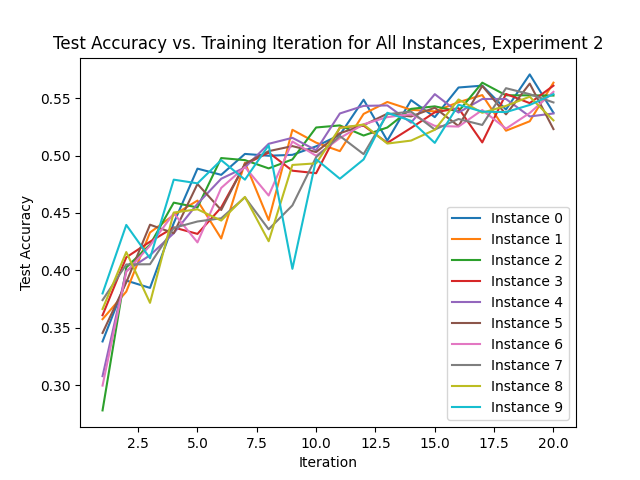 Test Accuracy vs. Training Iteration for All Instances, Experiment 2
Test Accuracy
0.55
0.50
0.45
0.40
0.35
0.30
Instance 0
Instance 1
Instance 2
Instance 3
Instance 4
Instance 5
Instance 6
Instance 7
Instance 8
Instance 9
2.5 5.0 7.5 10.0 12.5 15.0 17.5 20.0
Iteration